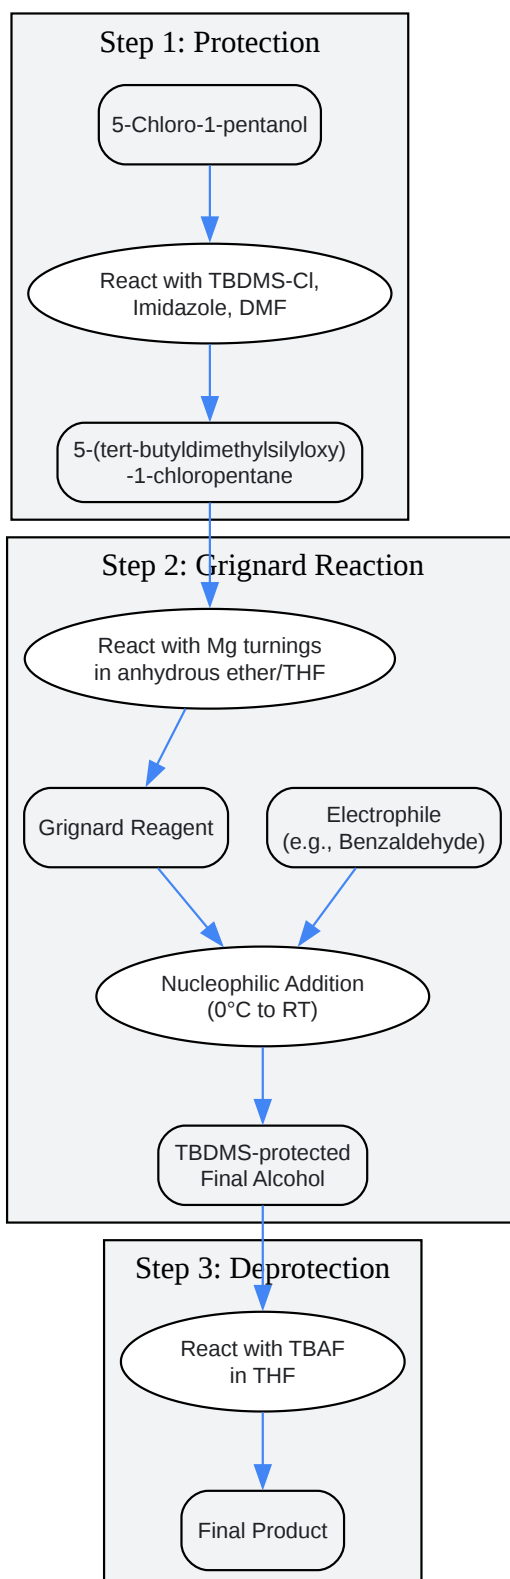 Step 1: Protection
5-Chloro-1-pentanol
React with TBDMS-Cl,
Imidazole, DMF
5-(tert-butyldimethylsilyloxy)
-1-chloropentane
Step 2: Grignard Reaction
React with Mg turnings
in anhydrous ether/THF
Grignard Reagent
Electrophile
(e.g., Benzaldehyde)
Nucleophilic Addition
(0°C to RT)
TBDMS-protected
Final Alcohol
Step 3: Deprotection
React with TBAF
in THF
Final Product